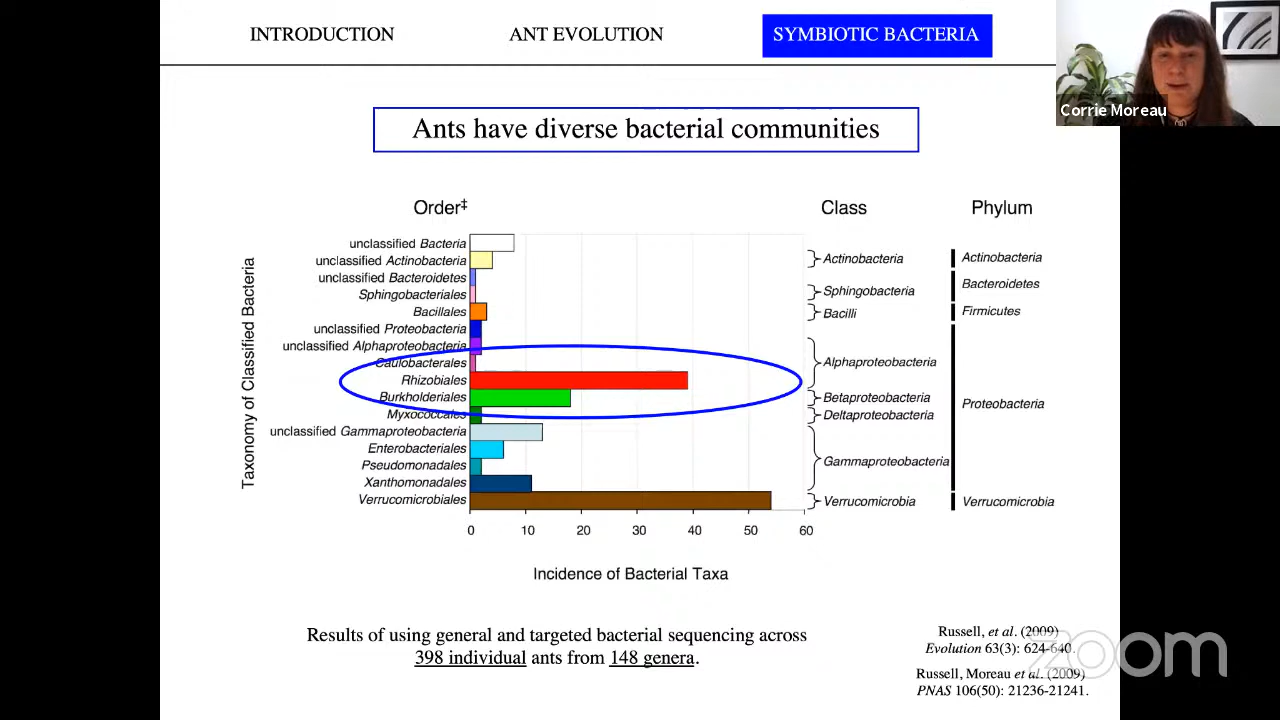 INTRODUCTION
ANT EVOLUTION
SYMBIOTIC BACTERIA
Corrie Moreau
Ants have diverse bacterial communities
Order‡
Class
Phylum
Taxonomy of Classified Bacteria
unclassified Bacteria
unclassified Actinobacteria
unclassified Bacteroidetes
Sphingobacteriales
Bacillales
unclassified Proteobacteria
unclassified Alphaproteobacteria
Caulobacterales
Rhizobiales
Burkholderiales
Myxococcales
unclassified Gammaproteobacteria
Enterobacteriales
Pseudomonadales
Xanthomonadales
Verrucomicrobiales
Actinobacteria
Sphingobacteria
Bacilli
Alphaproteobacteria
Betaproteobacteria
Deltaproteobacteria
Gammaproteobacteria
Verrucomicrobia
Actinobacteria
Bacteroidetes
Firmicutes
Proteobacteria
Verrucomicrobia
0 10 20 30 40 50 60
Incidence of Bacterial Taxa
Results of using general and targeted bacterial sequencing across
398 individual ants from 148 genera.
Russell, et al. (2009)
Evolution 63(3): 624-640.
Russell, Moreau et al. (2009)
PNAS 106(50): 21236-21241.
zoom